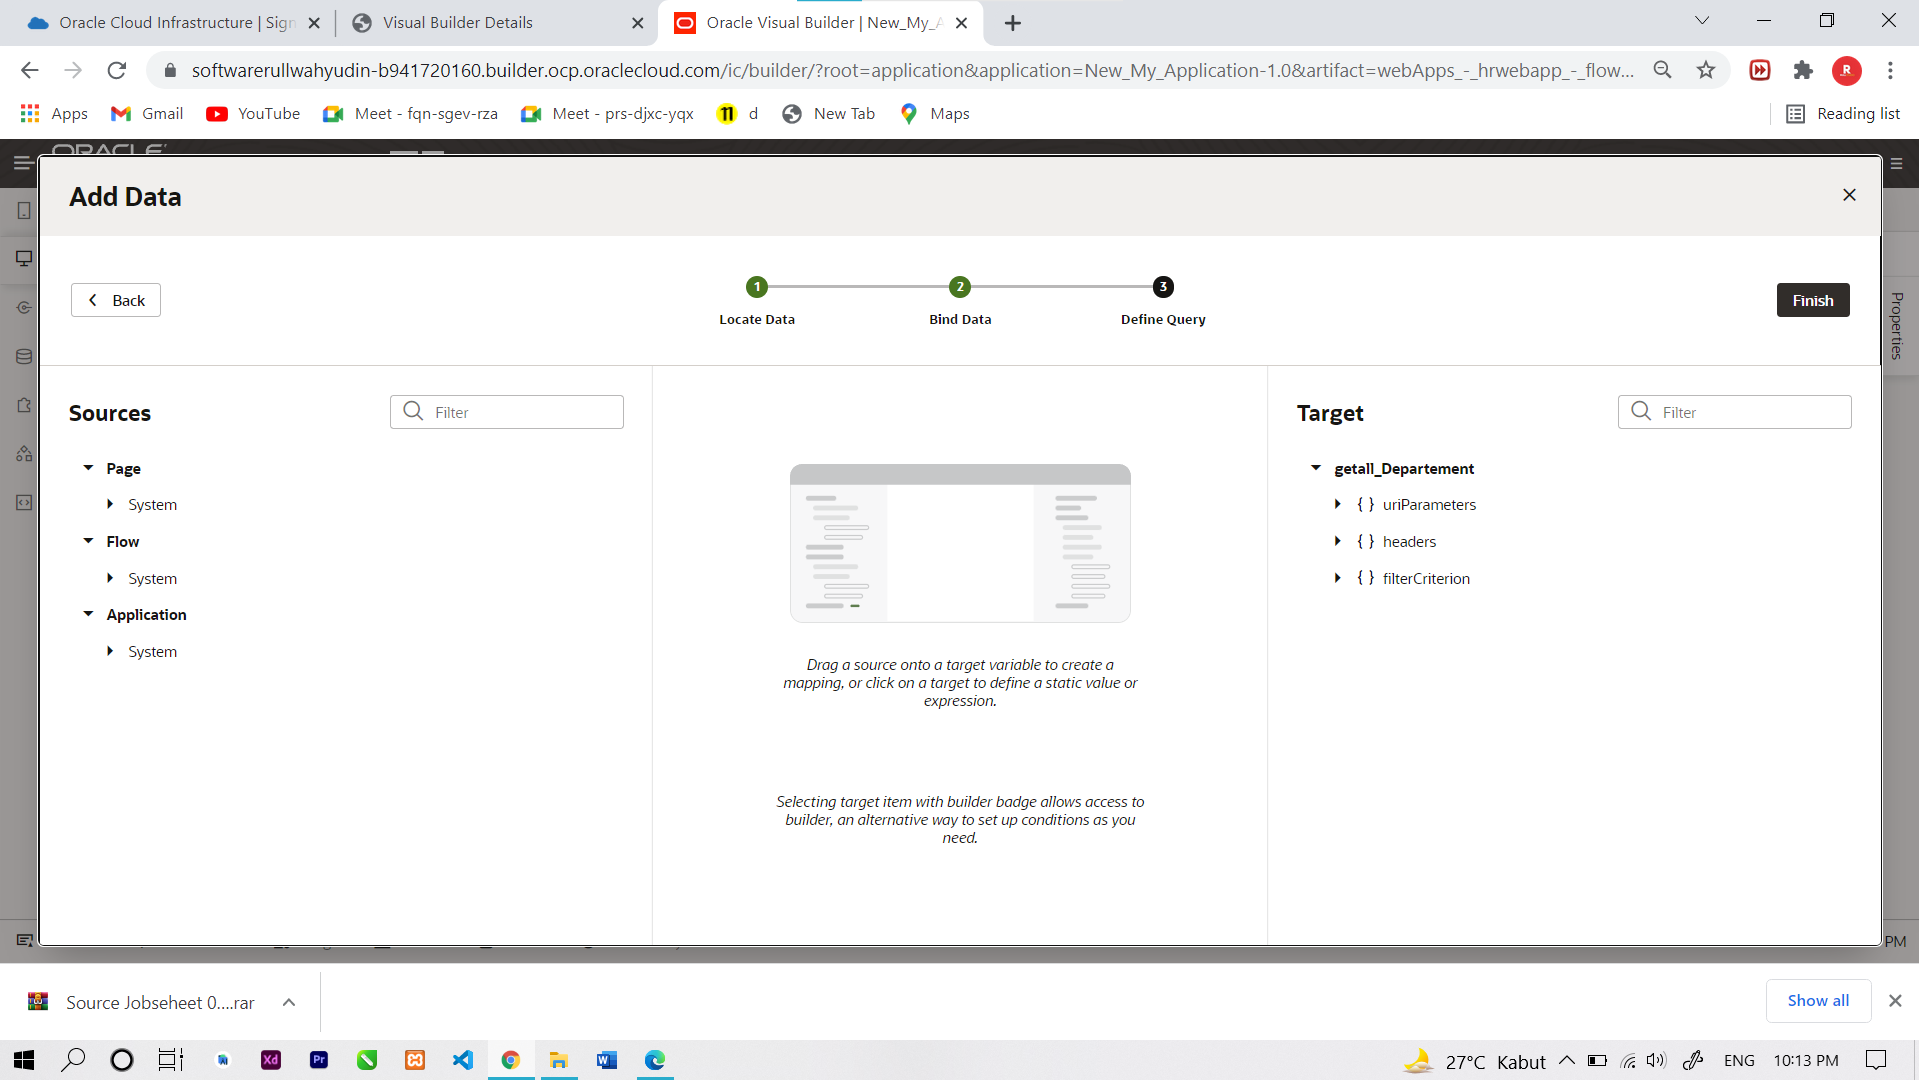 Oracle Cloud Infrastructure | Sign
Visual Builder Details
Oracle Visual Builder | New_My_A
softwarerullwahyudin-b941720160.builder.ocp.oraclecloud.com/ic/builder/?root=application&application=New_My_Application-1.0&artifact=webApps_-_hrwebapp_-_flow...
R
Apps
Gmail
YouTube
Meet - fqn-sgev-rza
Meet - prs-djxc-yqx
d
New Tab
Maps
Reading list
ORACLE
Add Data
Back
1
2
3
Locate Data
Bind Data
Define Query
Finish
Properties
Sources
Filter
Page
System
Flow
System
Application
System
Drag a source onto a target variable to create a
mapping, or click on a target to define a static value or
expression.
Selecting target item with builder badge allows access to
builder, an alternative way to set up conditions as you
need.
Target
Filter
getall_Departement
{ } uriParameters
{ } headers
{ } filterCriterion
PM
Source Jobseheet 0....rar
Show all
Xd
Pr
27°C Kabut
ENG
10:13 PM